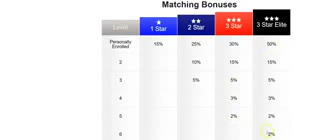 Matching Bonuses
Level 1 Star 2 Star 3 Star 3 Star Elite
Personally Enrolled 15% 25% 30% 50%
2 10% 15% 15%
3 5% 5% 5%
4 3% 3%
5 2% 2%
6 2%